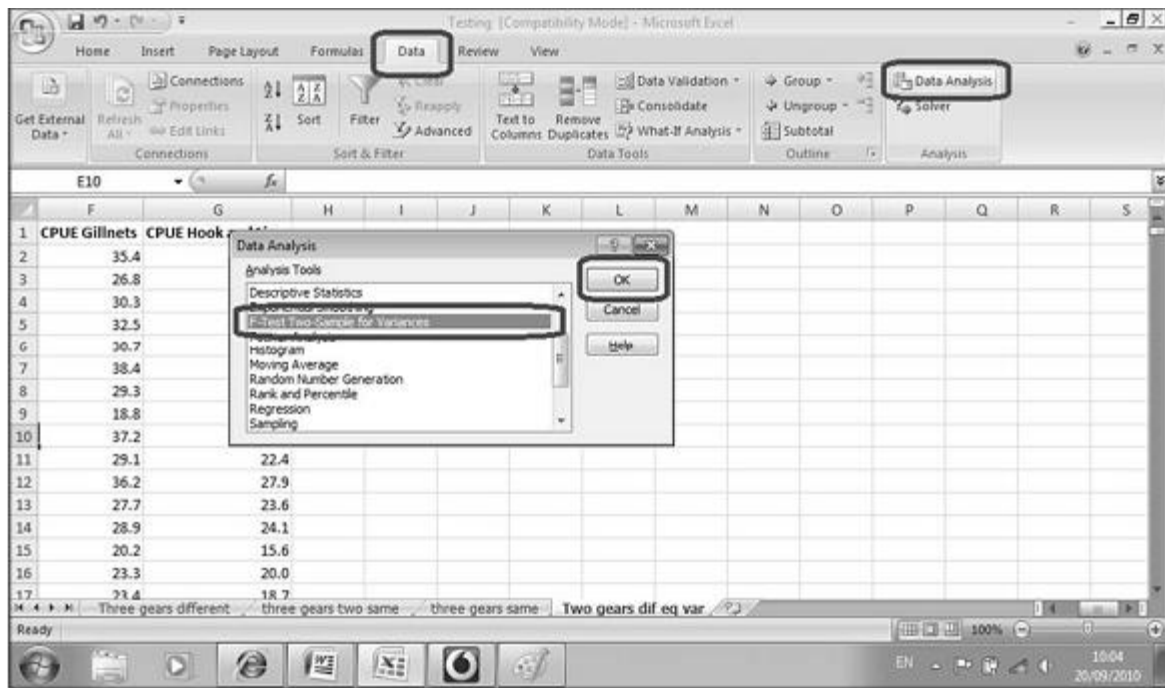 Testing [Compatibility Mode] - Microsoft Excel
Home Insert Page Layout Formulas Data Review View
Get External Data
Refresh All
Connections
Properties
Edit Links
Connections
Sort
Filter
Clear
Reapply
Advanced
Sort & Filter
Text to Columns
Remove Duplicates
Data Validation
Consolidate
What-If Analysis
Data Tools
Group
Ungroup
Subtotal
Outline
Data Analysis
Solver
Analysis
E10 fx
F G H I J K L M N O P Q R S
1 CPUE Gillnets CPUE Hook
2 35.4
3 26.8
4 30.3
5 32.5
6 30.7
7 38.4
8 29.3
9 18.8
10 37.2
11 29.1 22.4
12 36.2 27.9
13 27.7 23.6
14 28.9 24.1
15 20.2 15.6
16 23.3 20.0
17 23.4 18.7
Data Analysis
Analysis Tools
Descriptive Statistics
Exponential Smoothing
F-Test Two-Sample for Variances
Fourier Analysis
Histogram
Moving Average
Random Number Generation
Rank and Percentile
Regression
Sampling
OK
Cancel
Help
Three gears different three gears two same three gears same Two gears dif eq var
Ready 100%
EN 10:04
20/09/2010